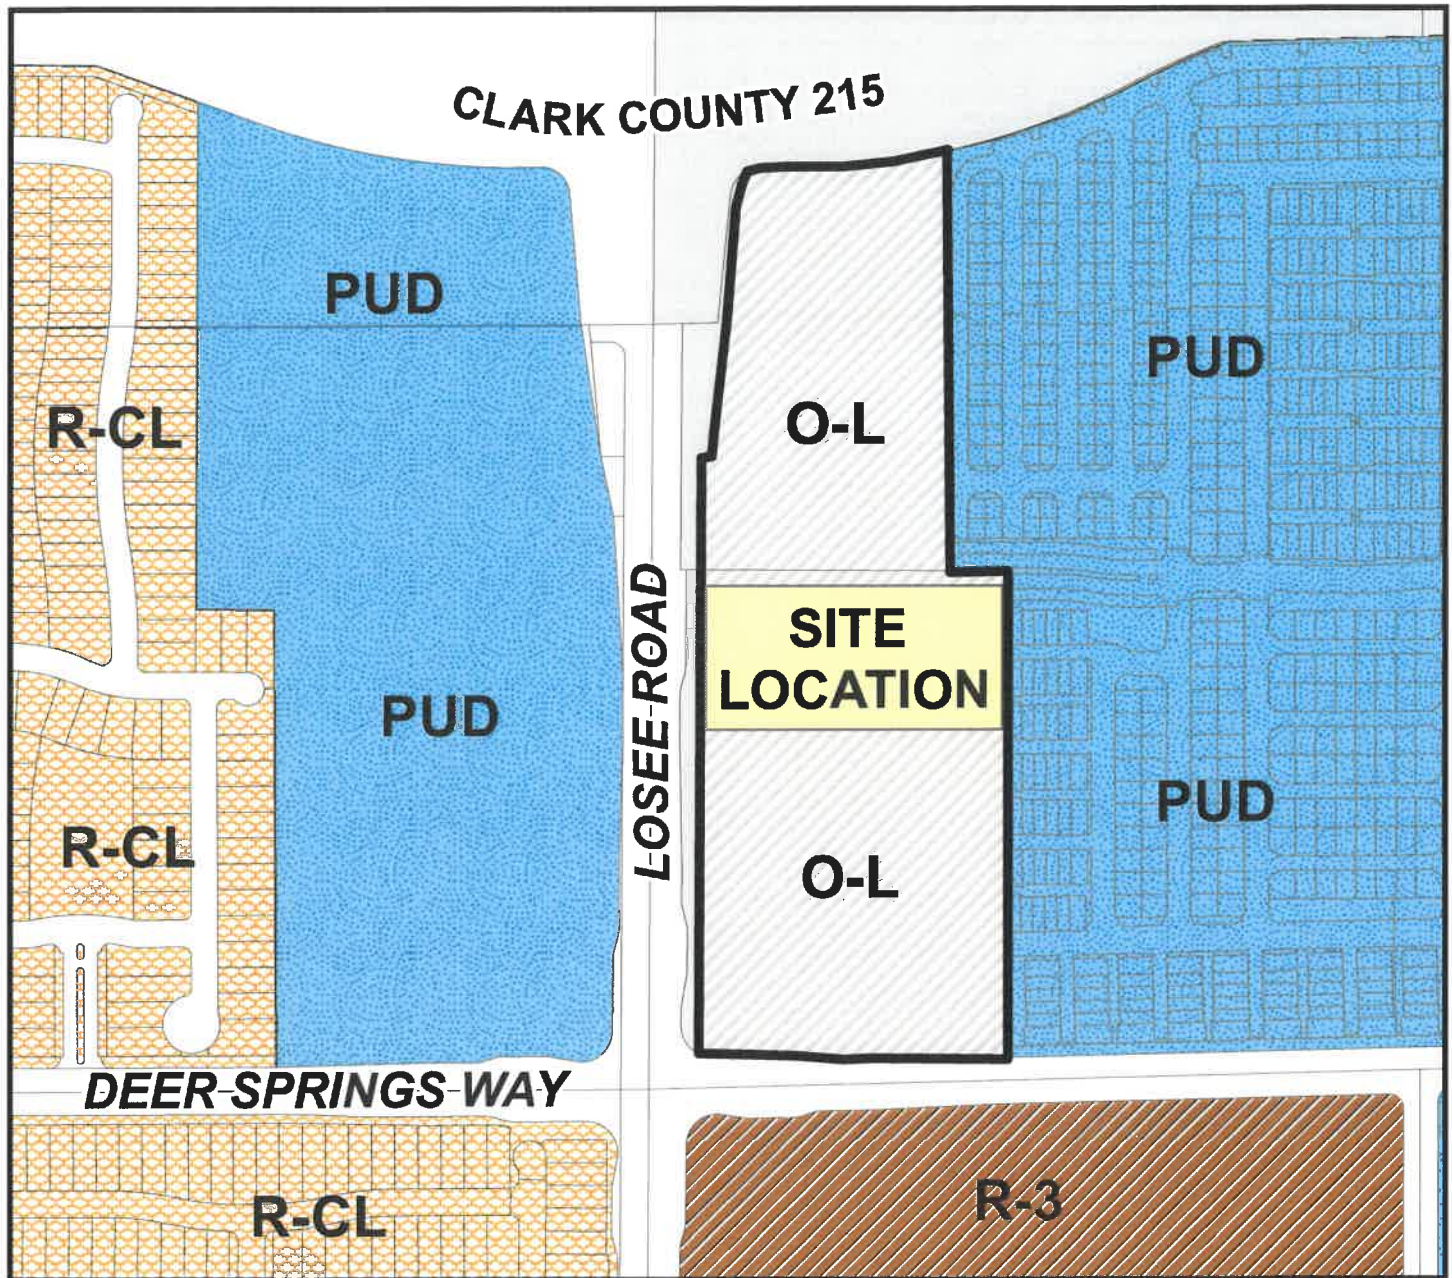 CLARK COUNTY 215
PUD
PUD
R-CL
O-L
SITE
LOCATION
LOSEE ROAD
PUD
PUD
R-CL
O-L
DEER SPRINGS WAY
R-CL
R-3